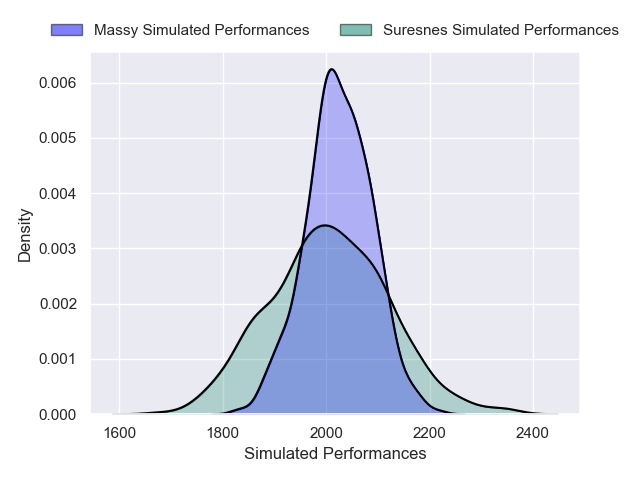 Massy Simulated Performances Suresnes Simulated Performances
0.006
0.005
0.004
0.003
0.002
0.001
0.000
Density
1600 1800 2000 2200 2400
Simulated Performances